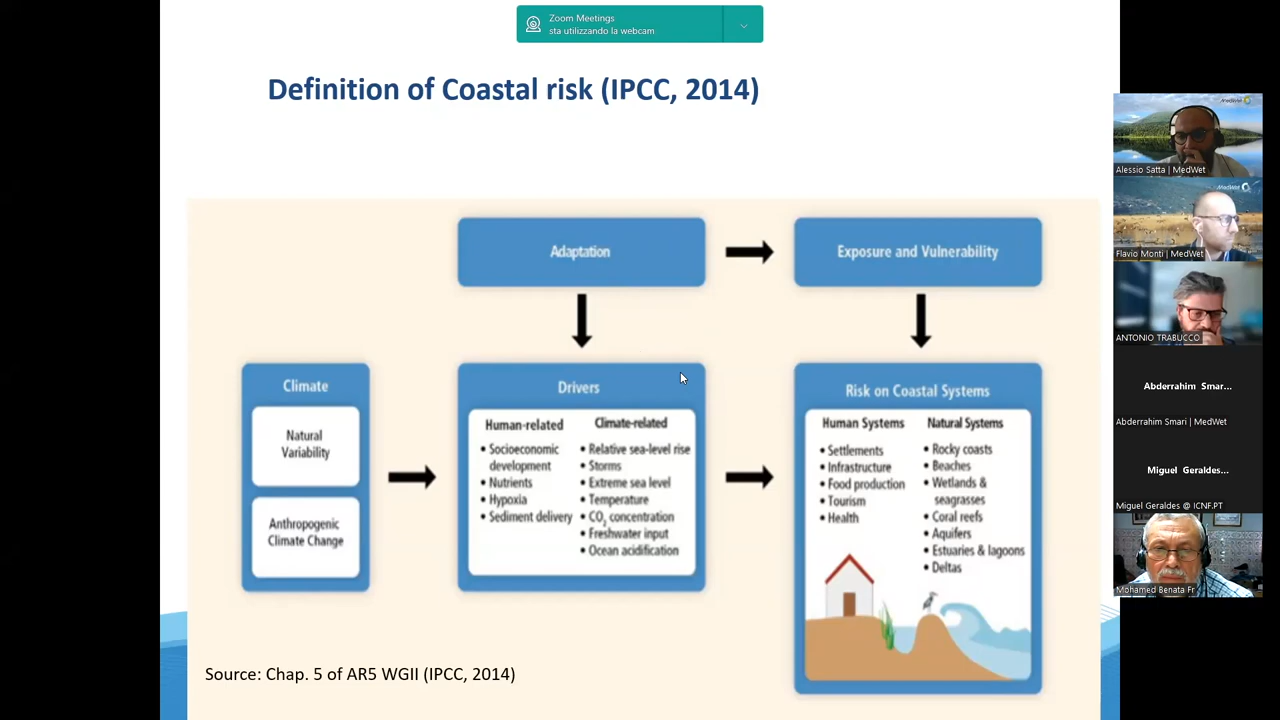 Zoom Meetings
sta utilizzando la webcam
Definition of Coastal risk (IPCC, 2014)
Adaptation
Exposure and Vulnerability
Climate
Natural
Variability
Anthropogenic
Climate Change
Drivers
Human-related
• Socioeconomic
development
• Nutrients
• Hypoxia
• Sediment delivery
Climate-related
• Relative sea-level rise
• Storms
• Extreme sea level
• Temperature
• CO₂ concentration
• Freshwater input
• Ocean acidification
Risk on Coastal Systems
Human Systems
• Settlements
• Infrastructure
• Food production
• Tourism
• Health
Natural Systems
• Rocky coasts
• Beaches
• Wetlands &
seagrasses
• Coral reefs
• Aquifers
• Estuaries & lagoons
• Deltas
Source: Chap. 5 of AR5 WGII (IPCC, 2014)
MedWet
Alessio Satta | MedWet
MedWet
Flavio Monti | MedWet
ANTONIO TRABUCCO
Abderrahim Smar...
Abderrahim Smari | MedWet
Miguel Geraldes...
Miguel Geraldes @ ICNF.PT
Mohamed Benata Fr